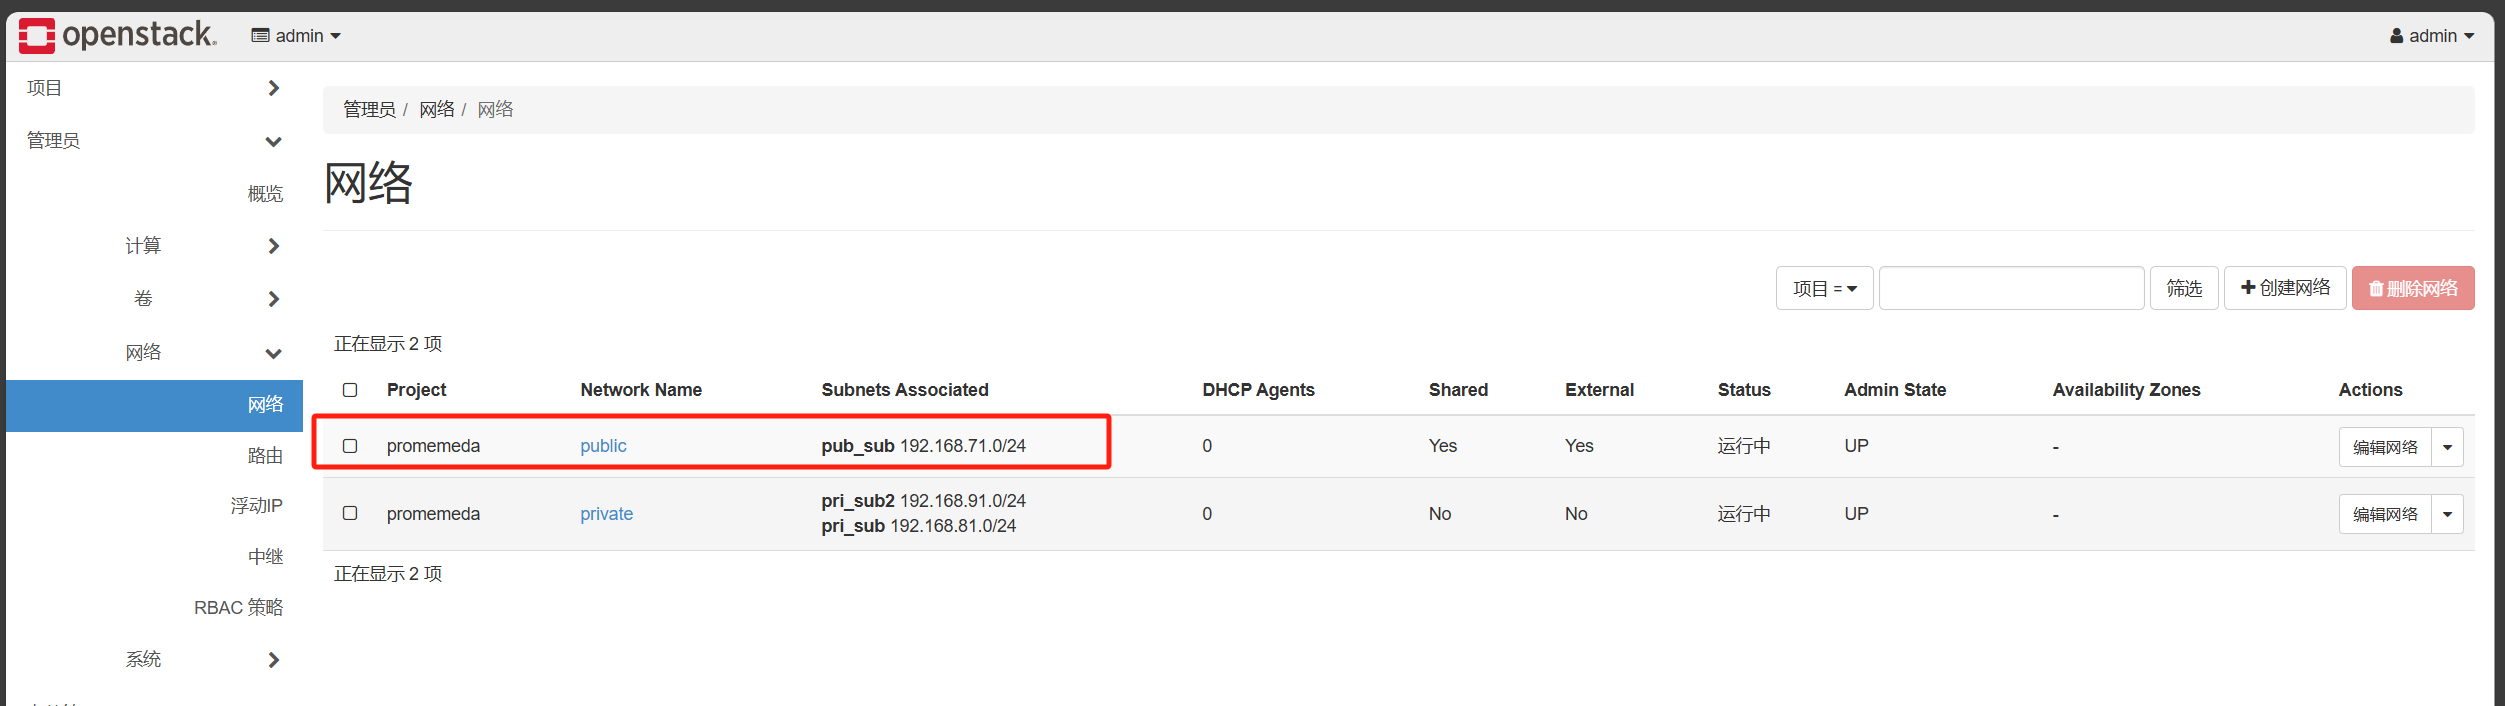 openstack. admin admin
项目
管理员
概览
计算
卷
网络
网络
路由
浮动IP
中继
RBAC 策略
系统
管理员 / 网络 / 网络
网络
项目 = 筛选 创建网络 删除网络
正在显示 2 项
Project Network Name Subnets Associated DHCP Agents Shared External Status Admin State Availability Zones Actions
promemeda public pub_sub 192.168.71.0/24 0 Yes Yes 运行中 UP - 编辑网络
pri_sub2 192.168.91.0/24
promemeda private 0 No No 运行中 UP - 编辑网络
pri_sub 192.168.81.0/24
正在显示 2 项